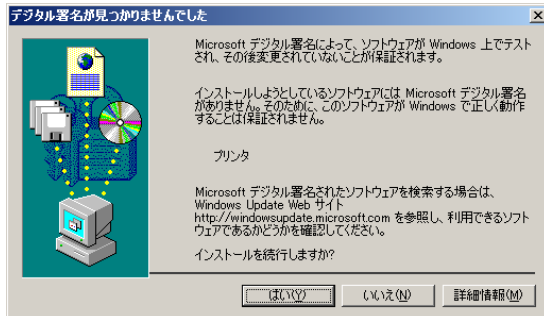 デジタル署名が見つかりませんでした
Microsoft デジタル署名によって、ソフトウェアが Windows 上でテスト
され、その後変更されていないことが保証されます。
インストールしようとしているソフトウェアには Microsoft デジタル署名
がありません。そのために、このソフトウェアが Windows で正しく動作
することは保証されません。
プリンタ
Microsoft デジタル署名されたソフトウェアを検索する場合は、
Windows Update Web サイト
http://windowsupdate.microsoft.com を参照し、利用できるソフト
ウェアであるかどうかを確認してください。
インストールを続行しますか?
はい(Y) いいえ(N) 詳細情報(M)